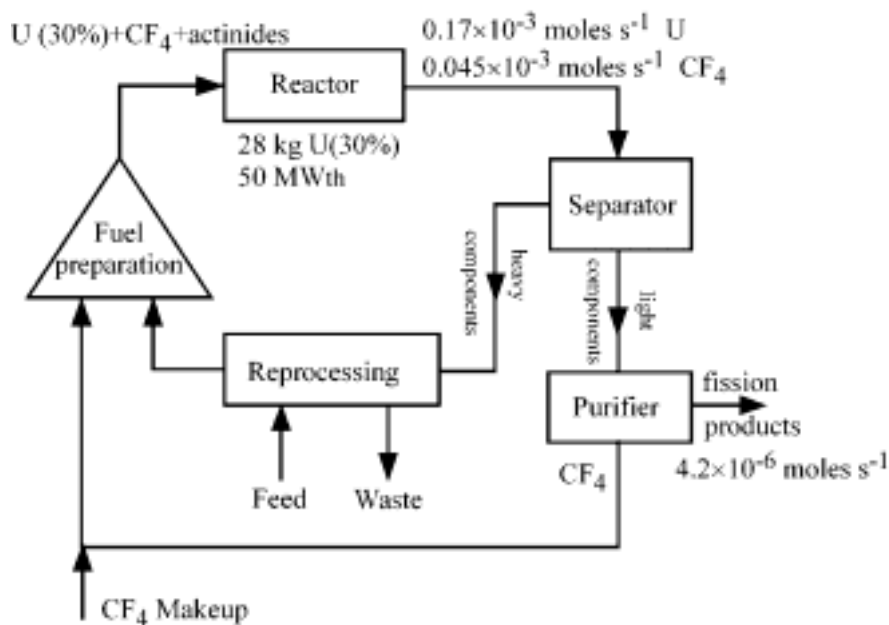 U (30%)+CF4+actinides
0.17×10-3 moles s-1 U
0.045×10-3 moles s-1 CF4
Reactor
28 kg U(30%)
50 MWth
Separator
Fuel
preparation
heavy
components
light
components
Reprocessing
Purifier
fission
products
4.2×10-6 moles s-1
CF4
Feed
Waste
CF4 Makeup